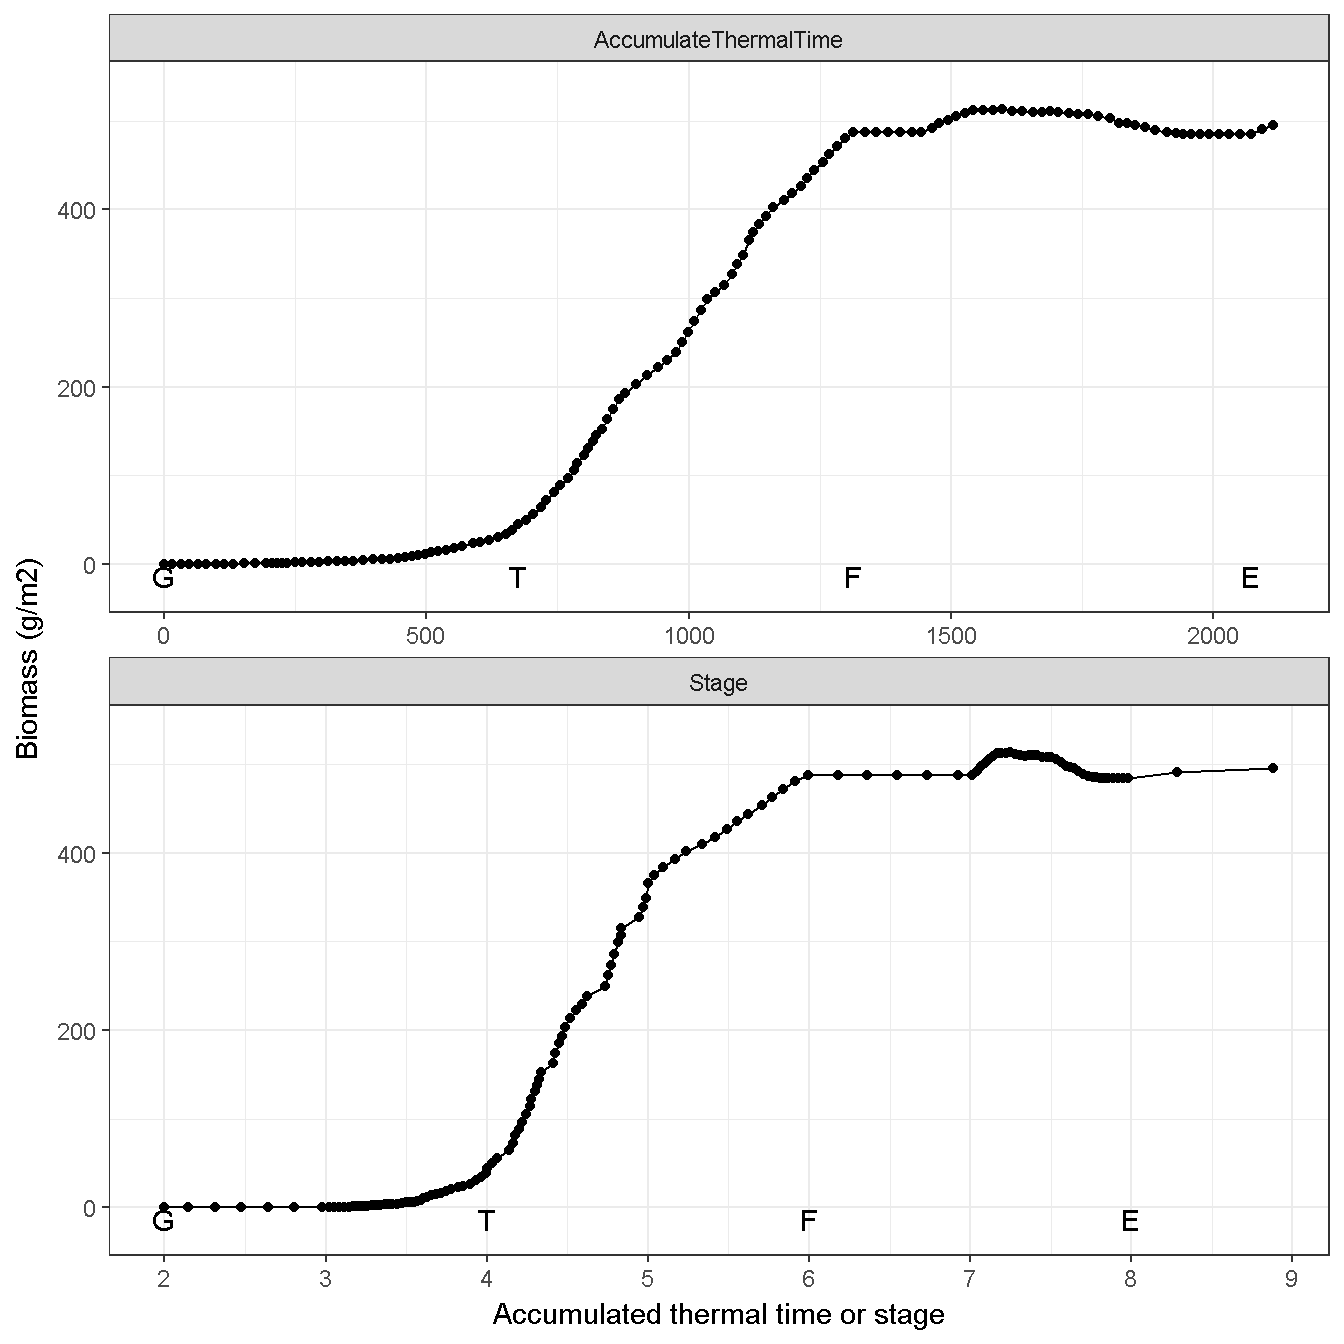 AccumulateThermalTime
400
200
0
G T F E
0 500 1000 1500 2000
Biomass (g/m2)
Stage
400
200
0
G T F E
2 3 4 5 6 7 8 9
Accumulated thermal time or stage